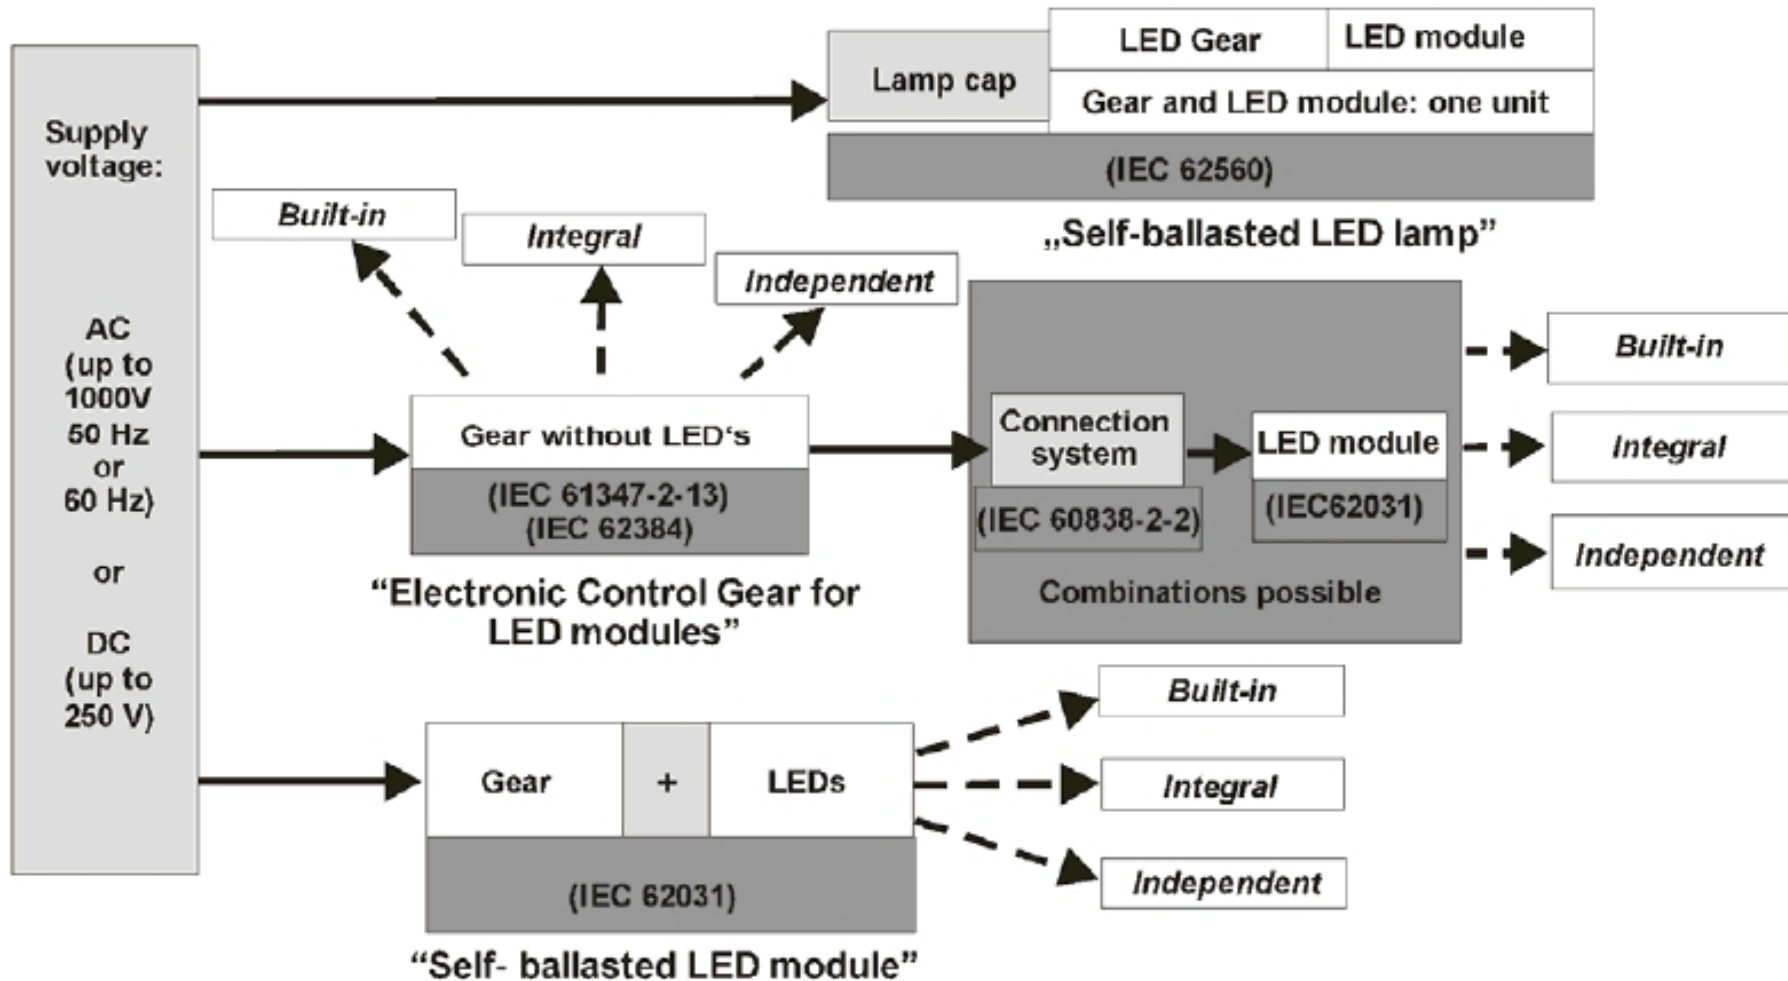 Supply
voltage:
AC
(up to
1000V
50 Hz
or
60 Hz)
or
DC
(up to
250 V)
Lamp cap
LED Gear
LED module
Gear and LED module: one unit
(IEC 62560)
„Self-ballasted LED lamp”
Built-in
Integral
Independent
Gear without LED‘s
(IEC 61347-2-13)
(IEC 62384)
“Electronic Control Gear for
LED modules”
Connection
system
(IEC 60838-2-2)
LED module
(IEC62031)
Combinations possible
Built-in
Integral
Independent
Gear
+
LEDs
(IEC 62031)
“Self- ballasted LED module”
Built-in
Integral
Independent